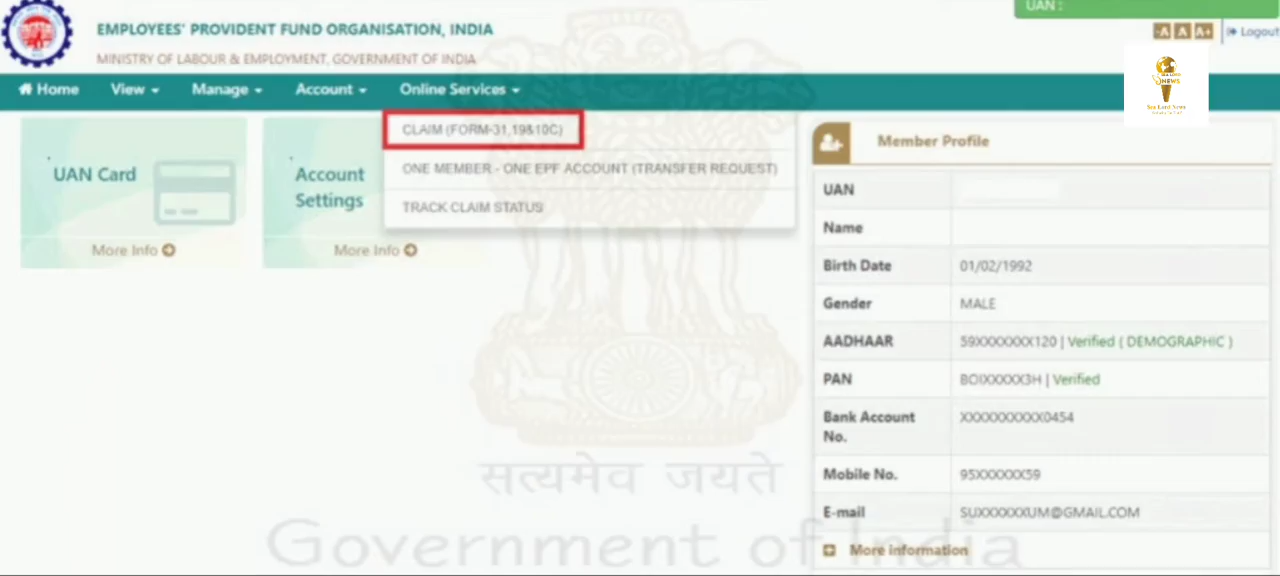 UAN :
EMPLOYEES' PROVIDENT FUND ORGANISATION, INDIA
MINISTRY OF LABOUR & EMPLOYMENT, GOVERNMENT OF INDIA
-A A A+ Logout
NEWS
Sea Lord News
Home View Manage Account Online Services
CLAIM (FORM-31,19&10C)
ONE MEMBER - ONE EPF ACCOUNT (TRANSFER REQUEST)
TRACK CLAIM STATUS
UAN Card
More Info
Account
Settings
More Info
Member Profile
UAN
Name
Birth Date 01/02/1992
Gender MALE
AADHAAR 59XXXXXXX120 | Verified ( DEMOGRAPHIC )
PAN BOIXXXXX3H | Verified
Bank Account No. XXXXXXXXXX0454
Mobile No. 95XXXXXX59
E-mail SUXXXXXXUM@GMAIL.COM
More information
सत्यमेव जयते
Government of India